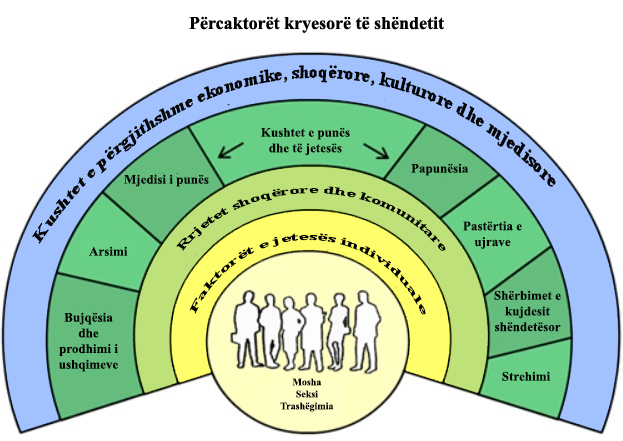 Përcaktorët kryesorë të shëndetit
Kushtet e përgjithshme ekonomike, shoqërore, kulturore dhe mjedisore
Kushtet e punës
dhe të jetesës
Mjedisi i punës
Papunësia
Arsimi
Pastërtia e
ujrave
Bujqësia
dhe
prodhimi i
ushqimeve
Shërbimet e
kujdesit
shëndetësor
Strehimi
Rrjetet shoqërore dhe komunitare
Faktorët e jetesës individuale
Mosha
Seksi
Trashëgimia